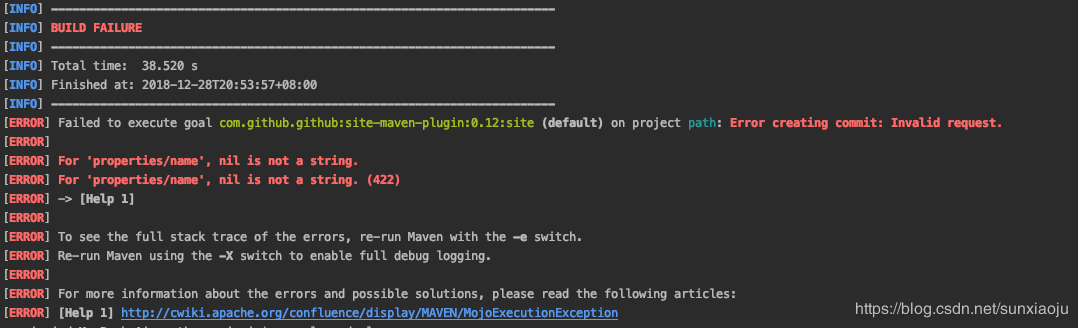 [INFO] ------------------------------------------------------------------------
[INFO] BUILD FAILURE
[INFO] ------------------------------------------------------------------------
[INFO] Total time:  38.520 s
[INFO] Finished at: 2018-12-28T20:53:57+08:00
[INFO] ------------------------------------------------------------------------
[ERROR] Failed to execute goal com.github.github:site-maven-plugin:0.12:site (default) on project path: Error creating commit: Invalid request.
[ERROR]
[ERROR] For 'properties/name', nil is not a string.
[ERROR] For 'properties/name', nil is not a string. (422)
[ERROR] -> [Help 1]
[ERROR]
[ERROR] To see the full stack trace of the errors, re-run Maven with the -e switch.
[ERROR] Re-run Maven using the -X switch to enable full debug logging.
[ERROR]
[ERROR] For more information about the errors and possible solutions, please read the following articles:
[ERROR] [Help 1] http://cwiki.apache.org/confluence/display/MAVEN/MojoExecutionException
https://blog.csdn.net/sunxiaoju